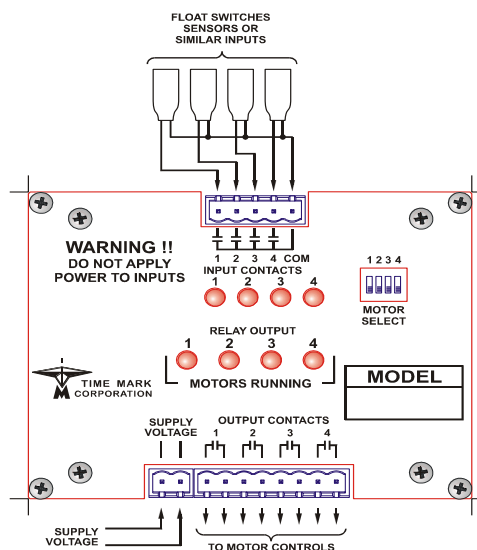 FLOAT SWITCHES
SENSORS OR
SIMILAR INPUTS
WARNING !!
DO NOT APPLY
POWER TO INPUTS
1 2 3 4 COM
INPUT CONTACTS
1 2 3 4
1 2 3 4
MOTOR
SELECT
RELAY OUTPUT
1 2 3 4
MOTORS RUNNING
M
TIME MARK
CORPORATION
MODEL
SUPPLY
VOLTAGE
OUTPUT CONTACTS
1 2 3 4
SUPPLY
VOLTAGE
TO MOTOR CONTROLS